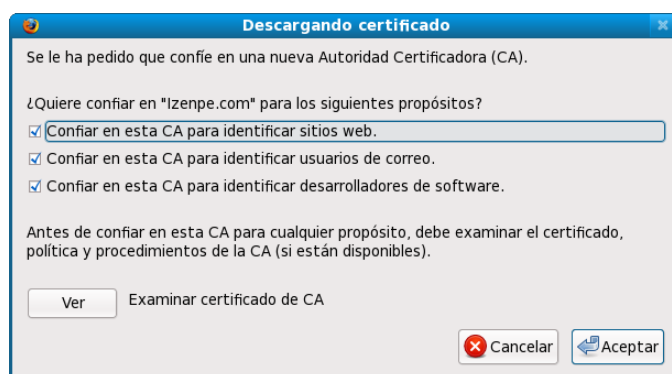 Descargando certificado
Se le ha pedido que confíe en una nueva Autoridad Certificadora (CA).
¿Quiere confiar en "Izenpe.com" para los siguientes propósitos?
Confiar en esta CA para identificar sitios web.
Confiar en esta CA para identificar usuarios de correo.
Confiar en esta CA para identificar desarrolladores de software.
Antes de confiar en esta CA para cualquier propósito, debe examinar el certificado,
política y procedimientos de la CA (si están disponibles).
Ver Examinar certificado de CA
Cancelar Aceptar